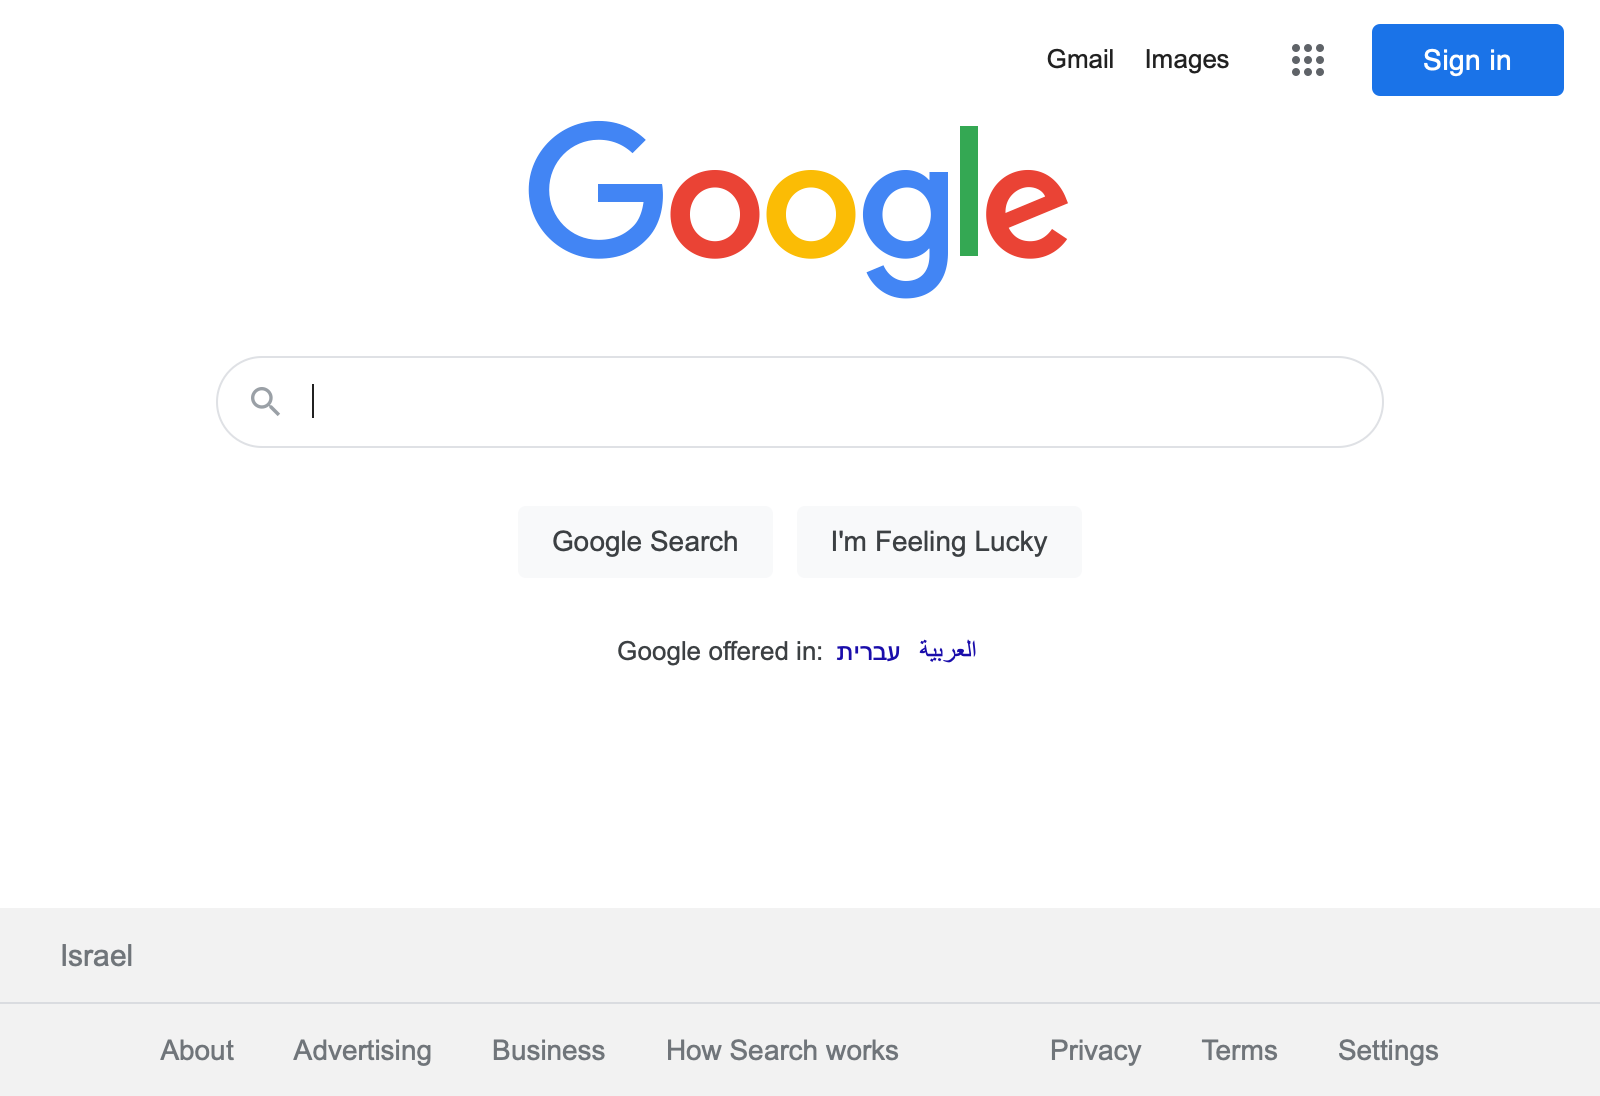 Gmail Images Sign in
Google
Google Search I'm Feeling Lucky
Google offered in: עברית العربية
Israel
About Advertising Business How Search works Privacy Terms Settings